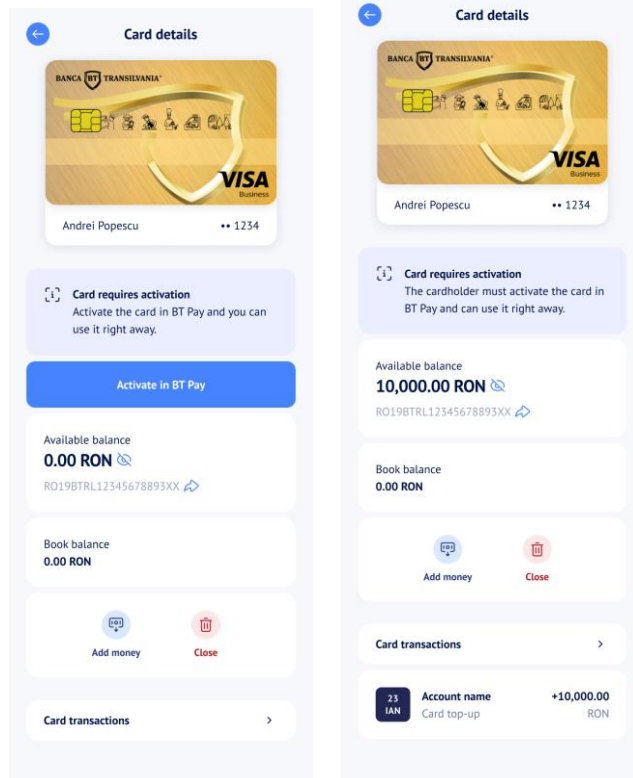 Card details
BANCA BT TRANSILVANIA
VISA
Business
Andrei Popescu •• 1234
Card requires activation
Activate the card in BT Pay and you can
use it right away.
Activate in BT Pay
Available balance
0.00 RON
RO19BTRL12345678893XX
Book balance
0.00 RON
Add money Close
Card transactions >
Card details
BANCA BT TRANSILVANIA
VISA
Business
Andrei Popescu •• 1234
Card requires activation
The cardholder must activate the card in
BT Pay and can use it right away.
Available balance
10,000.00 RON
RO19BTRL12345678893XX
Book balance
0.00 RON
Add money Close
Card transactions >
23 Account name +10,000.00
IAN Card top-up RON